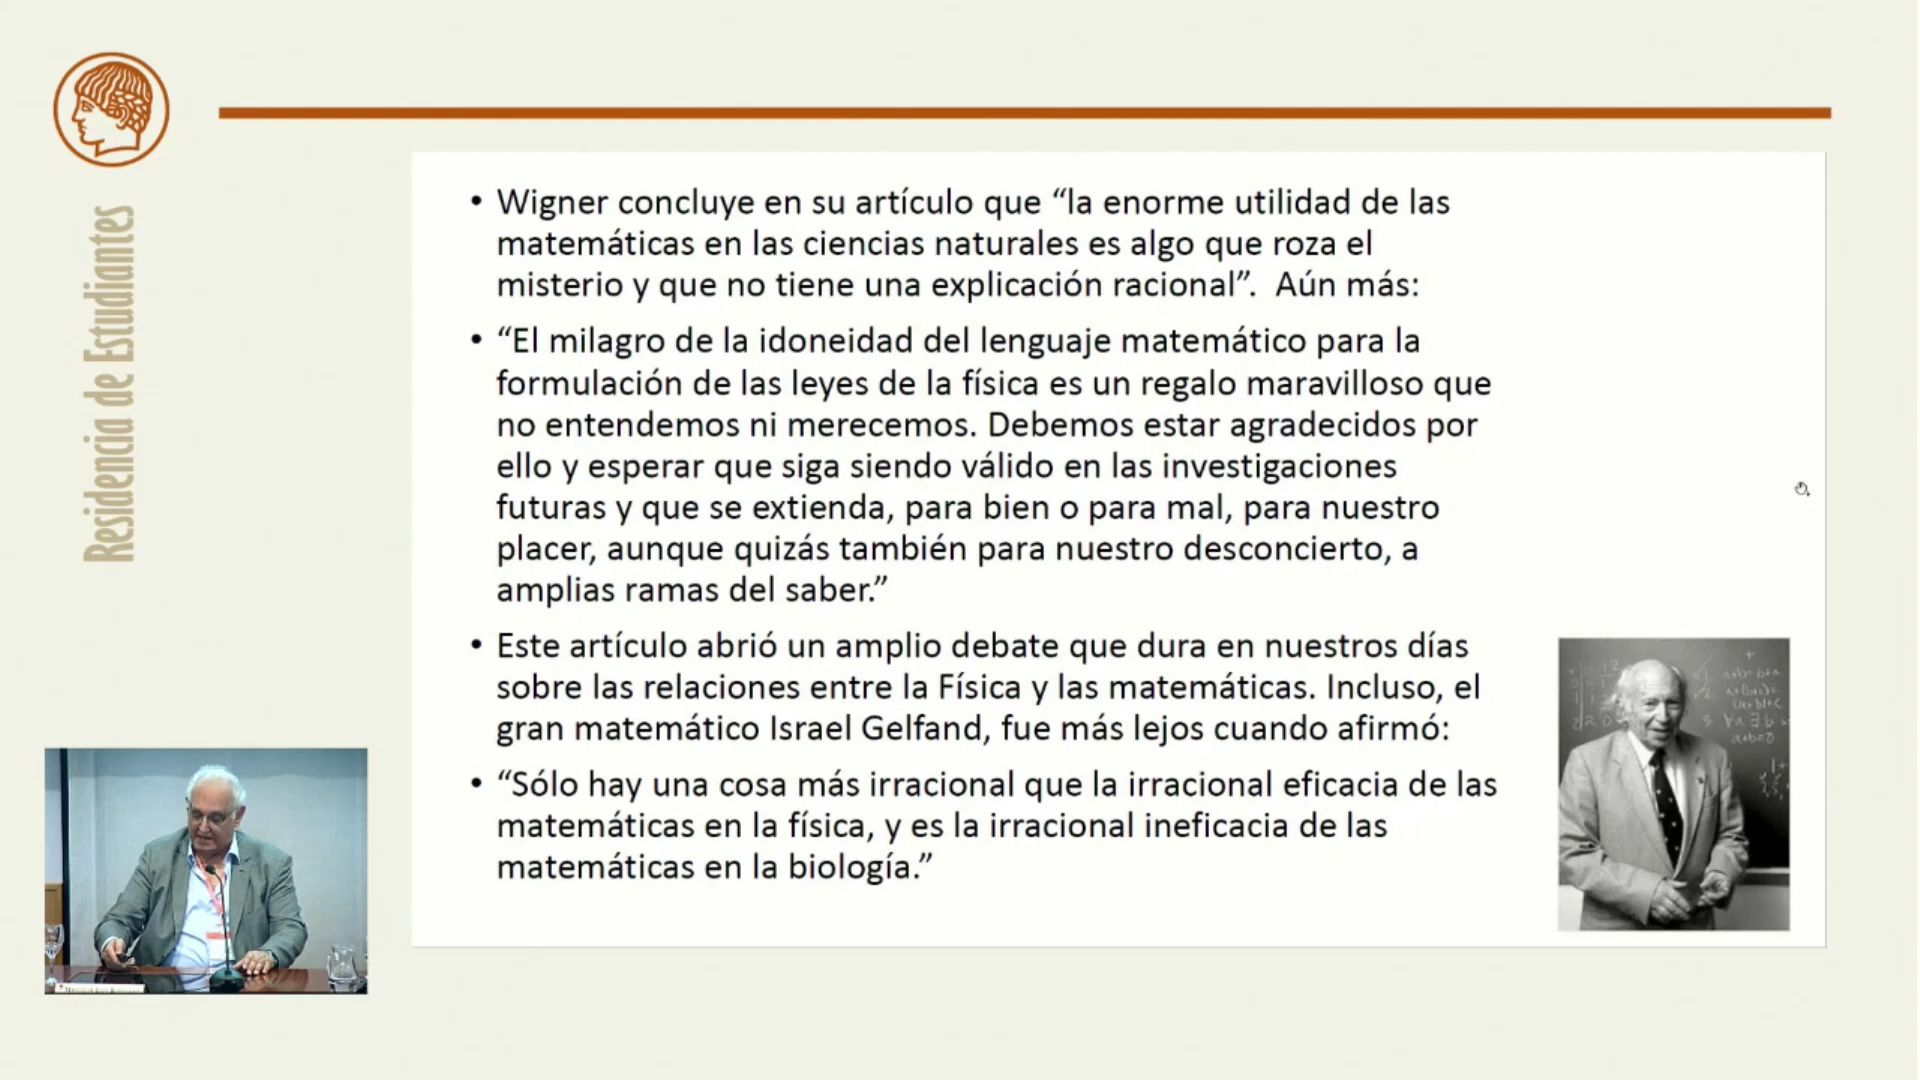 Residencia de Estudiantes
• Wigner concluye en su artículo que “la enorme utilidad de las
matemáticas en las ciencias naturales es algo que roza el
misterio y que no tiene una explicación racional”.  Aún más:
• “El milagro de la idoneidad del lenguaje matemático para la
formulación de las leyes de la física es un regalo maravilloso que
no entendemos ni merecemos. Debemos estar agradecidos por
ello y esperar que siga siendo válido en las investigaciones
futuras y que se extienda, para bien o para mal, para nuestro
placer, aunque quizás también para nuestro desconcierto, a
amplias ramas del saber.”
• Este artículo abrió un amplio debate que dura en nuestros días
sobre las relaciones entre la Física y las matemáticas. Incluso, el
gran matemático Israel Gelfand, fue más lejos cuando afirmó:
• “Sólo hay una cosa más irracional que la irracional eficacia de las
matemáticas en la física, y es la irracional ineficacia de las
matemáticas en la biología.”